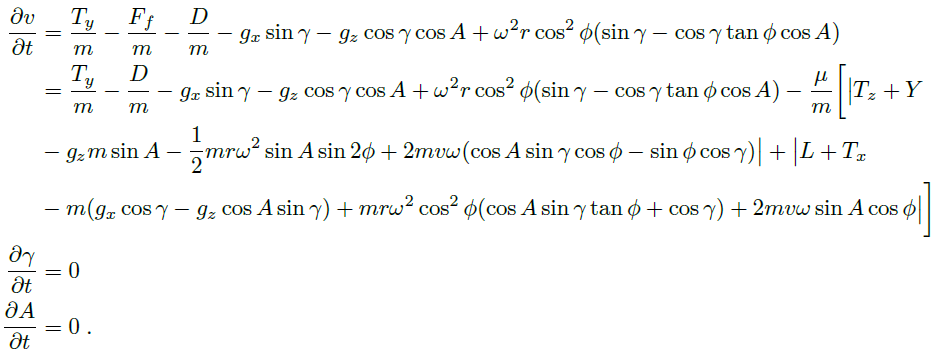 ∂v/∂t = T_y/m − F_f/m − D/m − g_x sin γ − g_z cos γ cos A + ω²r cos² φ(sin γ − cos γ tan φ cos A)
= T_y/m − D/m − g_x sin γ − g_z cos γ cos A + ω²r cos² φ(sin γ − cos γ tan φ cos A) − μ/m[|T_z + Y
− g_z m sin A − 1/2 mrω² sin A sin 2φ + 2mvω(cos A sin γ cos φ − sin φ cos γ)| + |L + T_x
− m(g_x cos γ − g_z cos A sin γ) + mrω² cos² φ(cos A sin γ tan φ + cos γ) + 2mvω sin A cos φ|]
∂γ/∂t = 0
∂A/∂t = 0 .